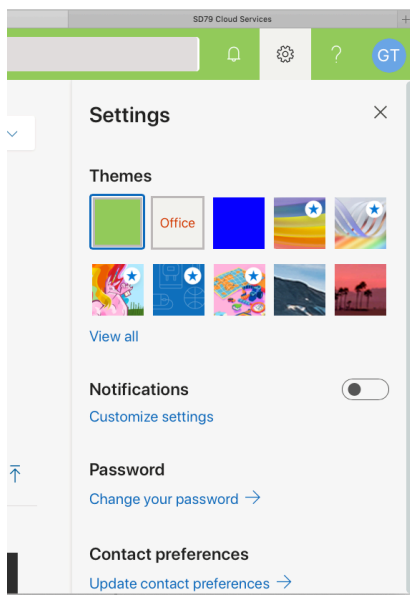 SD79 Cloud Services
GT
Settings
Themes
Office
View all
Notifications
Customize settings
Password
Change your password
Contact preferences
Update contact preferences